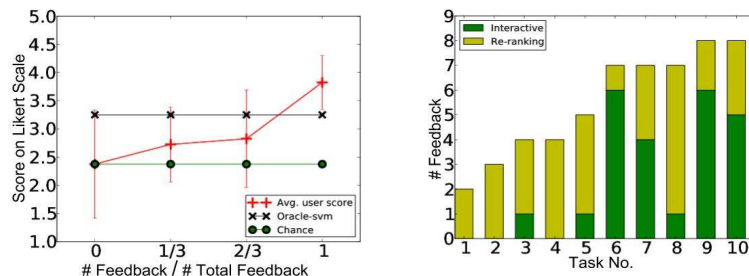 5.0
4.5
4.0
3.5
3.0
2.5
2.0
1.5
1.0
Score on Likert Scale
Avg. user score
Oracle-svm
Chance
0 1/3 2/3 1
# Feedback / # Total Feedback
9
8
7
6
5
4
3
2
1
0
# Feedback
Interactive
Re-ranking
1 2 3 4 5 6 7 8 9 10
Task No.